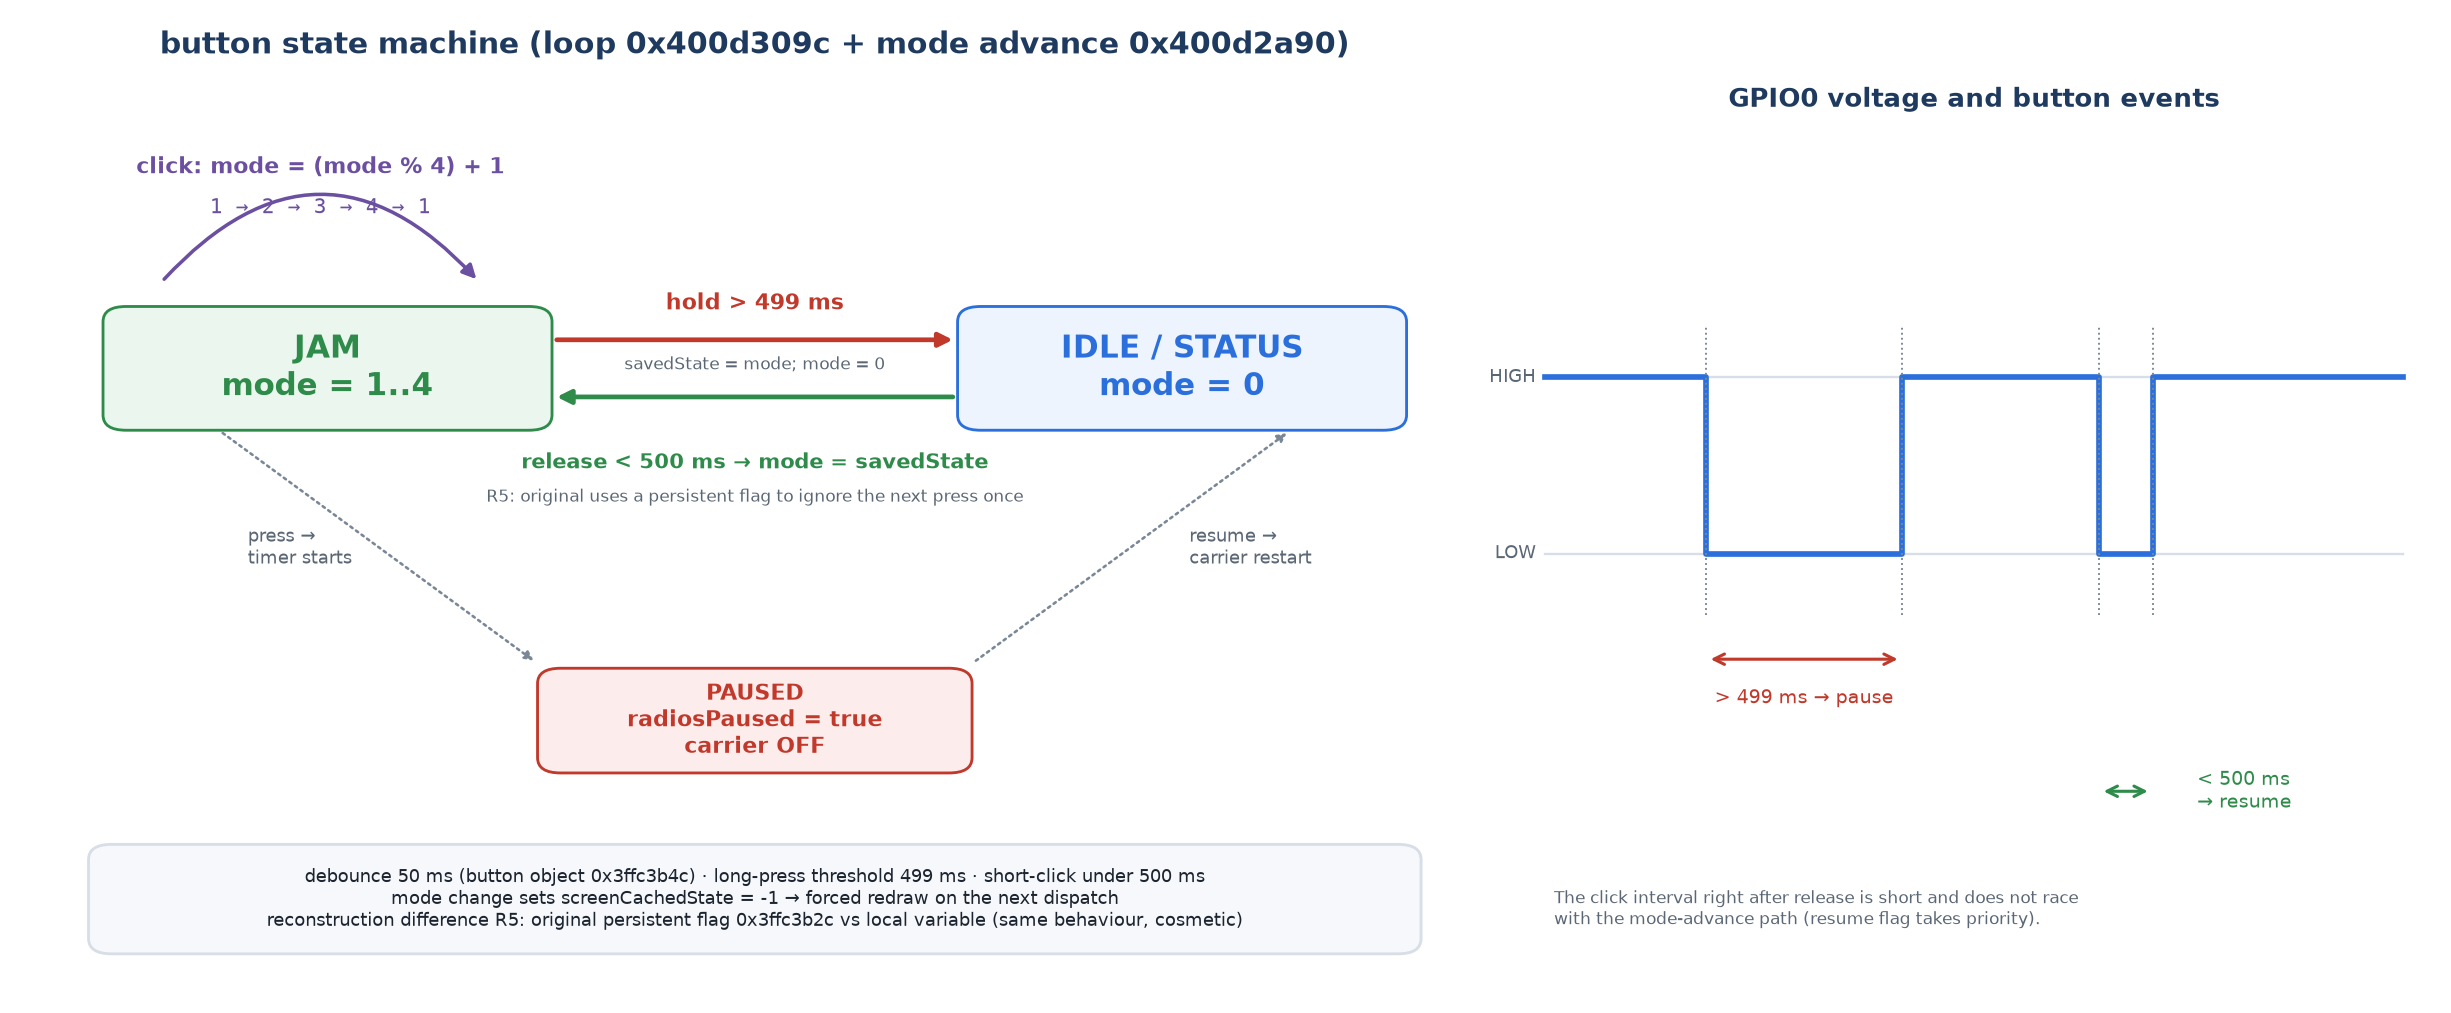 button state machine (loop 0x400d309c + mode advance 0x400d2a90)
click: mode = (mode % 4) + 1
1 → 2 → 3 → 4 → 1
JAM
mode = 1..4
hold > 499 ms
savedState = mode; mode = 0
IDLE / STATUS
mode = 0
release < 500 ms → mode = savedState
R5: original uses a persistent flag to ignore the next press once
press →
timer starts
resume →
carrier restart
PAUSED
radiosPaused = true
carrier OFF
debounce 50 ms (button object 0x3ffc3b4c) · long-press threshold 499 ms · short-click under 500 ms
mode change sets screenCachedState = -1 → forced redraw on the next dispatch
reconstruction difference R5: original persistent flag 0x3ffc3b2c vs local variable (same behaviour, cosmetic)
GPIO0 voltage and button events
HIGH
LOW
> 499 ms → pause
< 500 ms
→ resume
The click interval right after release is short and does not race
with the mode-advance path (resume flag takes priority).